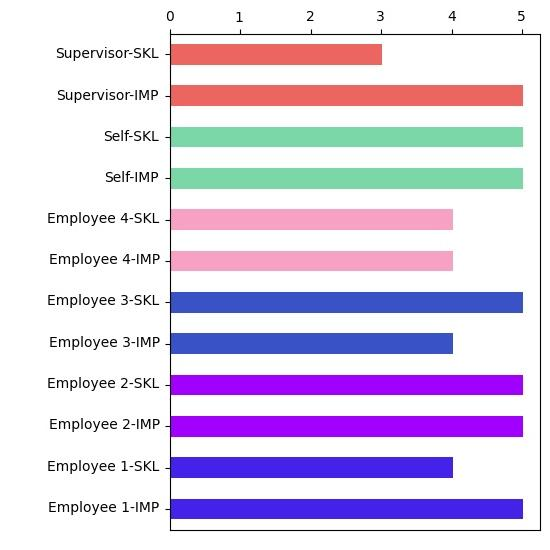 0 1 2 3 4 5
Supervisor-SKL
Supervisor-IMP
Self-SKL
Self-IMP
Employee 4-SKL
Employee 4-IMP
Employee 3-SKL
Employee 3-IMP
Employee 2-SKL
Employee 2-IMP
Employee 1-SKL
Employee 1-IMP